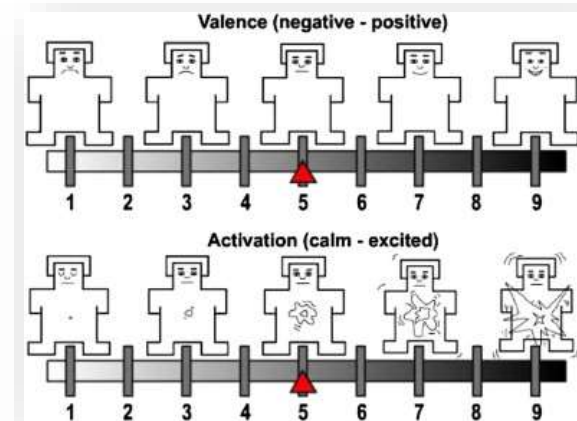 Valence (negative - positive)
1 2 3 4 5 6 7 8 9
Activation (calm - excited)
1 2 3 4 5 6 7 8 9